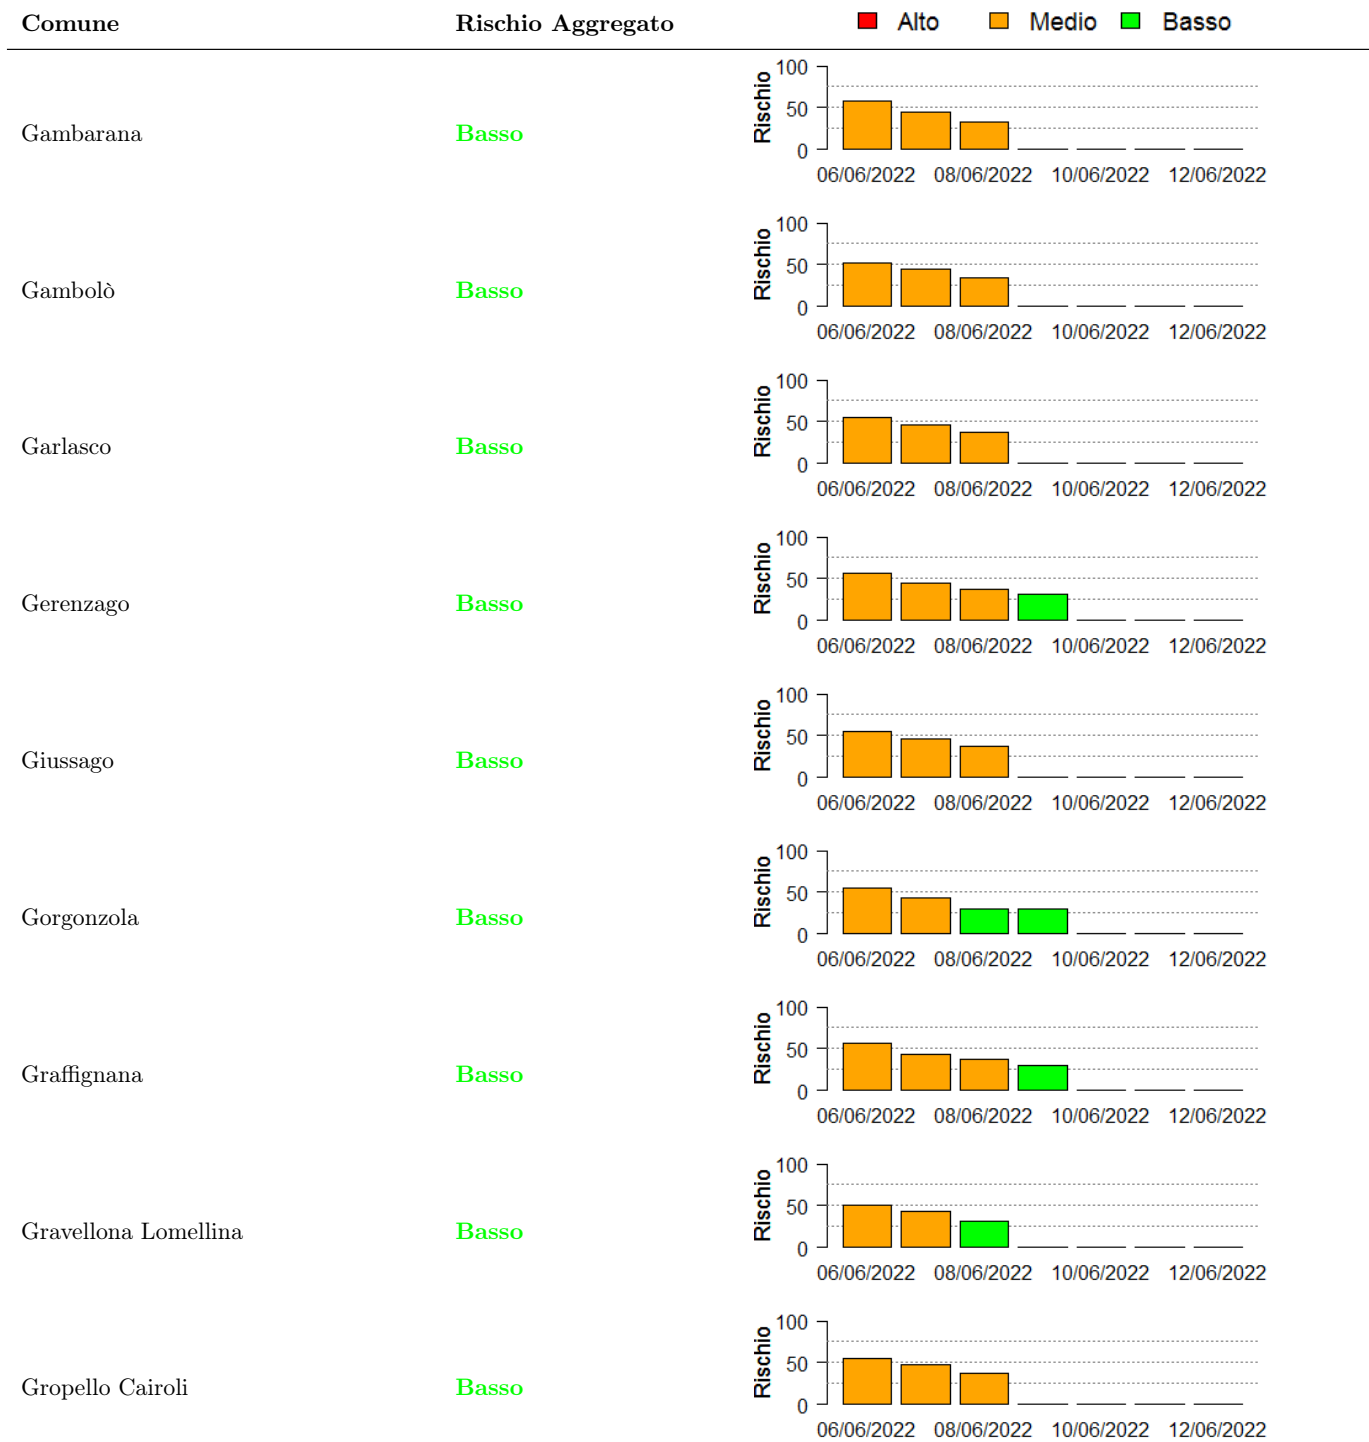 Comune Rischio Aggregato Alto Medio Basso
Gambarana Basso
Rischio
100
50
0
06/06/2022 08/06/2022 10/06/2022 12/06/2022
Gambolò Basso
Rischio
100
50
0
06/06/2022 08/06/2022 10/06/2022 12/06/2022
Garlasco Basso
Rischio
100
50
0
06/06/2022 08/06/2022 10/06/2022 12/06/2022
Gerenzago Basso
Rischio
100
50
0
06/06/2022 08/06/2022 10/06/2022 12/06/2022
Giussago Basso
Rischio
100
50
0
06/06/2022 08/06/2022 10/06/2022 12/06/2022
Gorgonzola Basso
Rischio
100
50
0
06/06/2022 08/06/2022 10/06/2022 12/06/2022
Graffignana Basso
Rischio
100
50
0
06/06/2022 08/06/2022 10/06/2022 12/06/2022
Gravellona Lomellina Basso
Rischio
100
50
0
06/06/2022 08/06/2022 10/06/2022 12/06/2022
Gropello Cairoli Basso
Rischio
100
50
0
06/06/2022 08/06/2022 10/06/2022 12/06/2022